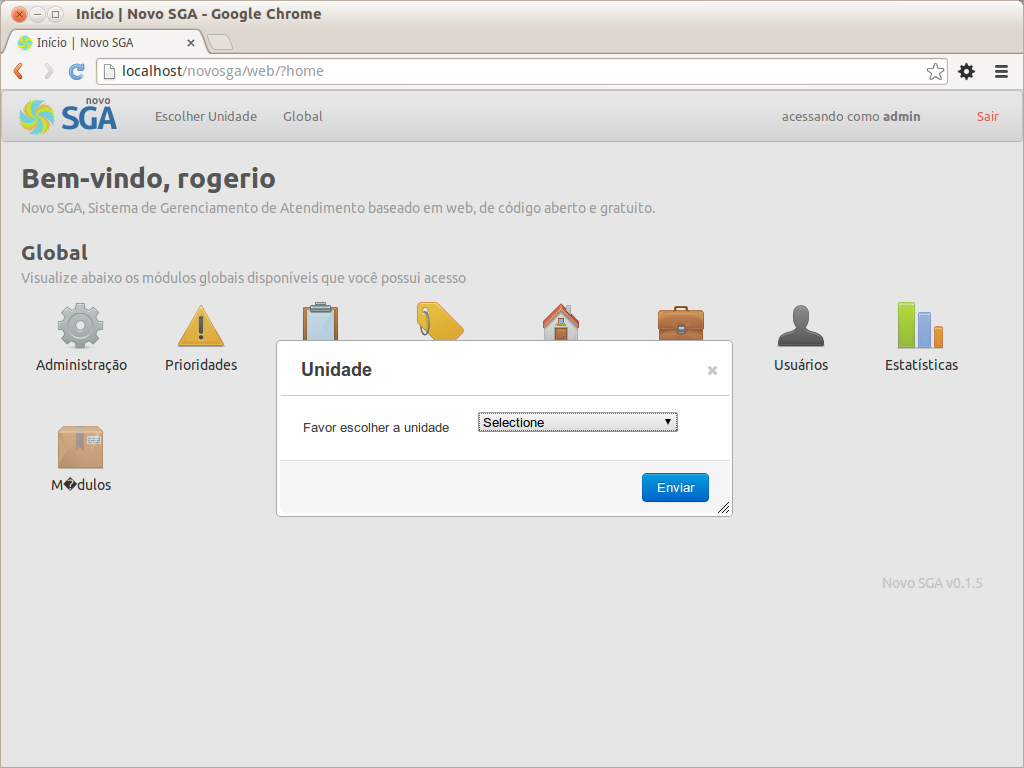 Início | Novo SGA - Google Chrome
Início | Novo SGA
localhost/novosga/web/?home
novo
SGA
Escolher Unidade
Global
acessando como admin
Sair
Bem-vindo, rogerio
Novo SGA, Sistema de Gerenciamento de Atendimento baseado em web, de código aberto e gratuito.
Global
Visualize abaixo os módulos globais disponíveis que você possui acesso
Administração
Prioridades
Usuários
Estatísticas
M�dulos
Unidade
Favor escolher a unidade
Selectione
Enviar
Novo SGA v0.1.5